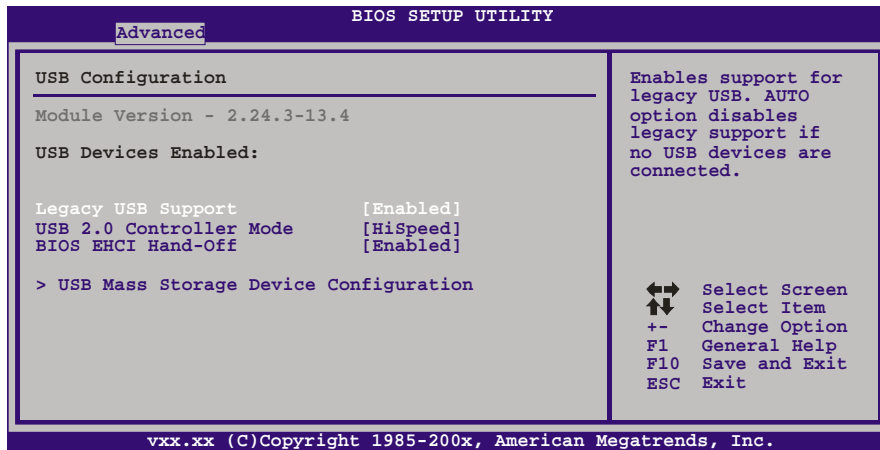 BIOS SETUP UTILITY
Advanced
USB Configuration
Module Version - 2.24.3-13.4
USB Devices Enabled:
Legacy USB Support [Enabled]
USB 2.0 Controller Mode [HiSpeed]
BIOS EHCI Hand-Off [Enabled]
> USB Mass Storage Device Configuration
Enables support for
legacy USB. AUTO
option disables
legacy support if
no USB devices are
connected.
Select Screen
Select Item
+- Change Option
F1 General Help
F10 Save and Exit
ESC Exit
vxx.xx (C)Copyright 1985-200x, American Megatrends, Inc.